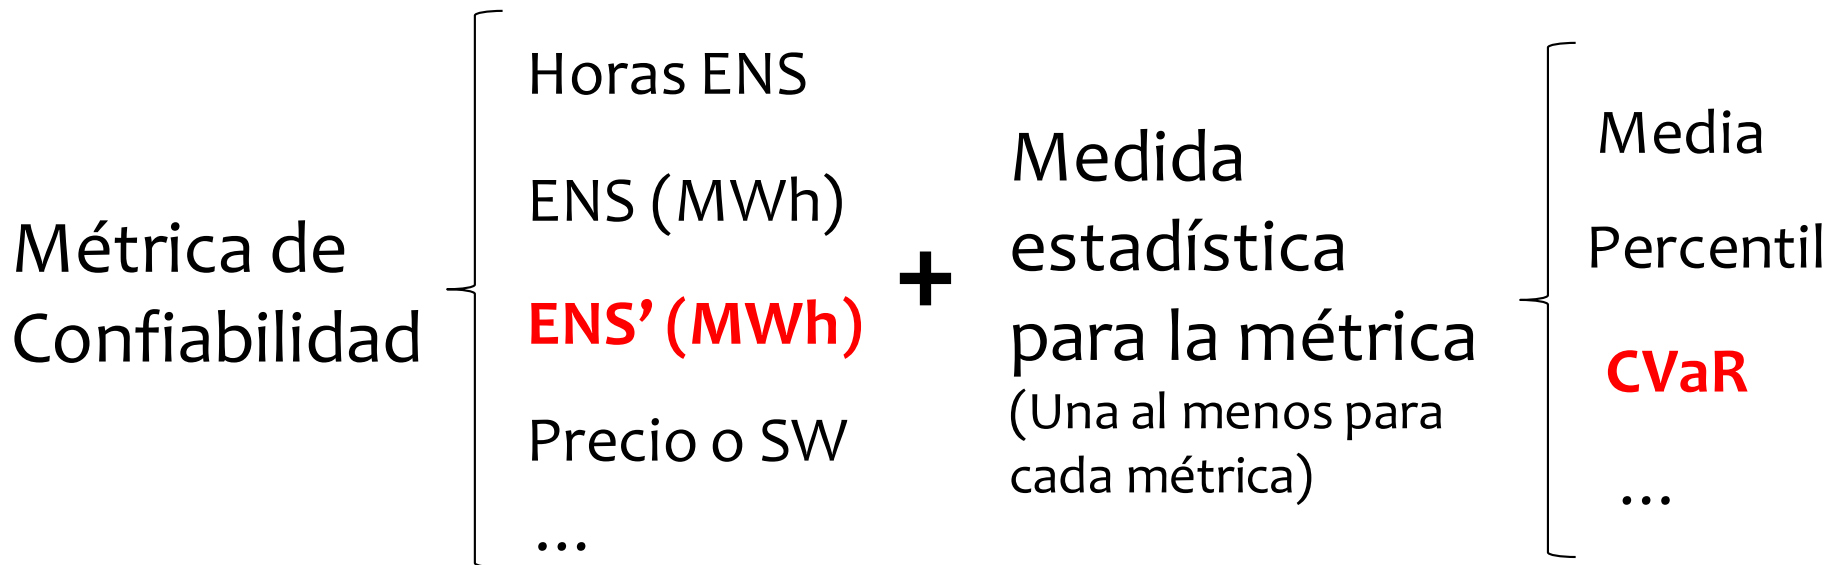 Métrica de
Confiabilidad
Horas ENS
ENS (MWh)
ENS’ (MWh)
Precio o SW
...
+
Medida
estadística
para la métrica
(Una al menos para
cada métrica)
Media
Percentil
CVaR
...